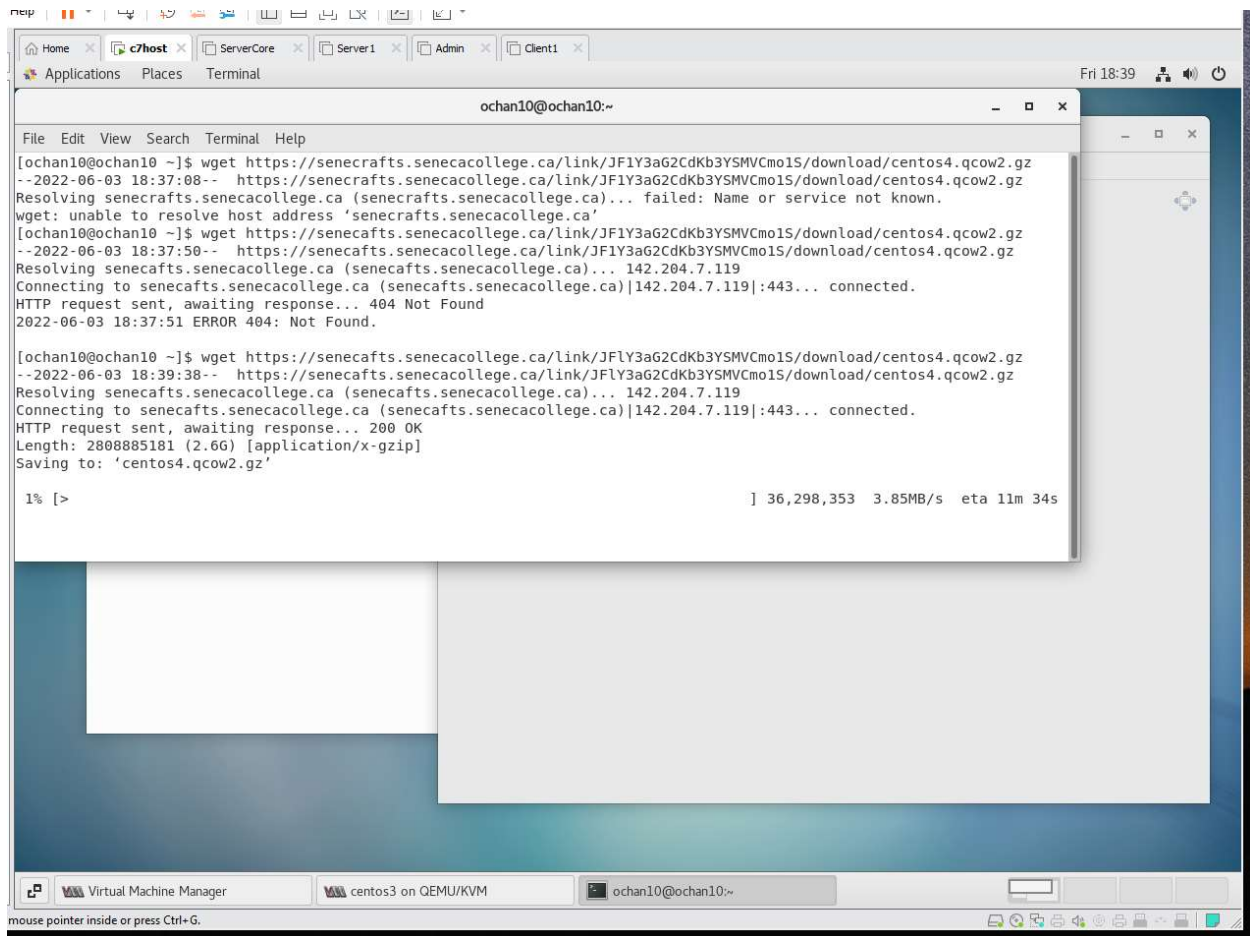 Help
Home
c7host
ServerCore
Server1
Admin
Client1
Applications Places Terminal
Fri 18:39
ochan10@ochan10:~
File Edit View Search Terminal Help
[ochan10@ochan10 ~]$ wget https://senecrafts.senecacollege.ca/link/JF1Y3aG2CdKb3YSMVCmo1S/download/centos4.qcow2.gz
--2022-06-03 18:37:08-- https://senecrafts.senecacollege.ca/link/JF1Y3aG2CdKb3YSMVCmo1S/download/centos4.qcow2.gz
Resolving senecrafts.senecacollege.ca (senecrafts.senecacollege.ca)... failed: Name or service not known.
wget: unable to resolve host address ‘senecrafts.senecacollege.ca’
[ochan10@ochan10 ~]$ wget https://senecafts.senecacollege.ca/link/JF1Y3aG2CdKb3YSMVCmo1S/download/centos4.qcow2.gz
--2022-06-03 18:37:50-- https://senecafts.senecacollege.ca/link/JF1Y3aG2CdKb3YSMVCmo1S/download/centos4.qcow2.gz
Resolving senecafts.senecacollege.ca (senecafts.senecacollege.ca)... 142.204.7.119
Connecting to senecafts.senecacollege.ca (senecafts.senecacollege.ca)|142.204.7.119|:443... connected.
HTTP request sent, awaiting response... 404 Not Found
2022-06-03 18:37:51 ERROR 404: Not Found.
[ochan10@ochan10 ~]$ wget https://senecafts.senecacollege.ca/link/JFlY3aG2CdKb3YSMVCmo1S/download/centos4.qcow2.gz
--2022-06-03 18:39:38-- https://senecafts.senecacollege.ca/link/JFlY3aG2CdKb3YSMVCmo1S/download/centos4.qcow2.gz
Resolving senecafts.senecacollege.ca (senecafts.senecacollege.ca)... 142.204.7.119
Connecting to senecafts.senecacollege.ca (senecafts.senecacollege.ca)|142.204.7.119|:443... connected.
HTTP request sent, awaiting response... 200 OK
Length: 2808885181 (2.6G) [application/x-gzip]
Saving to: ‘centos4.qcow2.gz’
1% [> ] 36,298,353 3.85MB/s eta 11m 34s
Virtual Machine Manager
centos3 on QEMU/KVM
ochan10@ochan10:~
mouse pointer inside or press Ctrl+G.